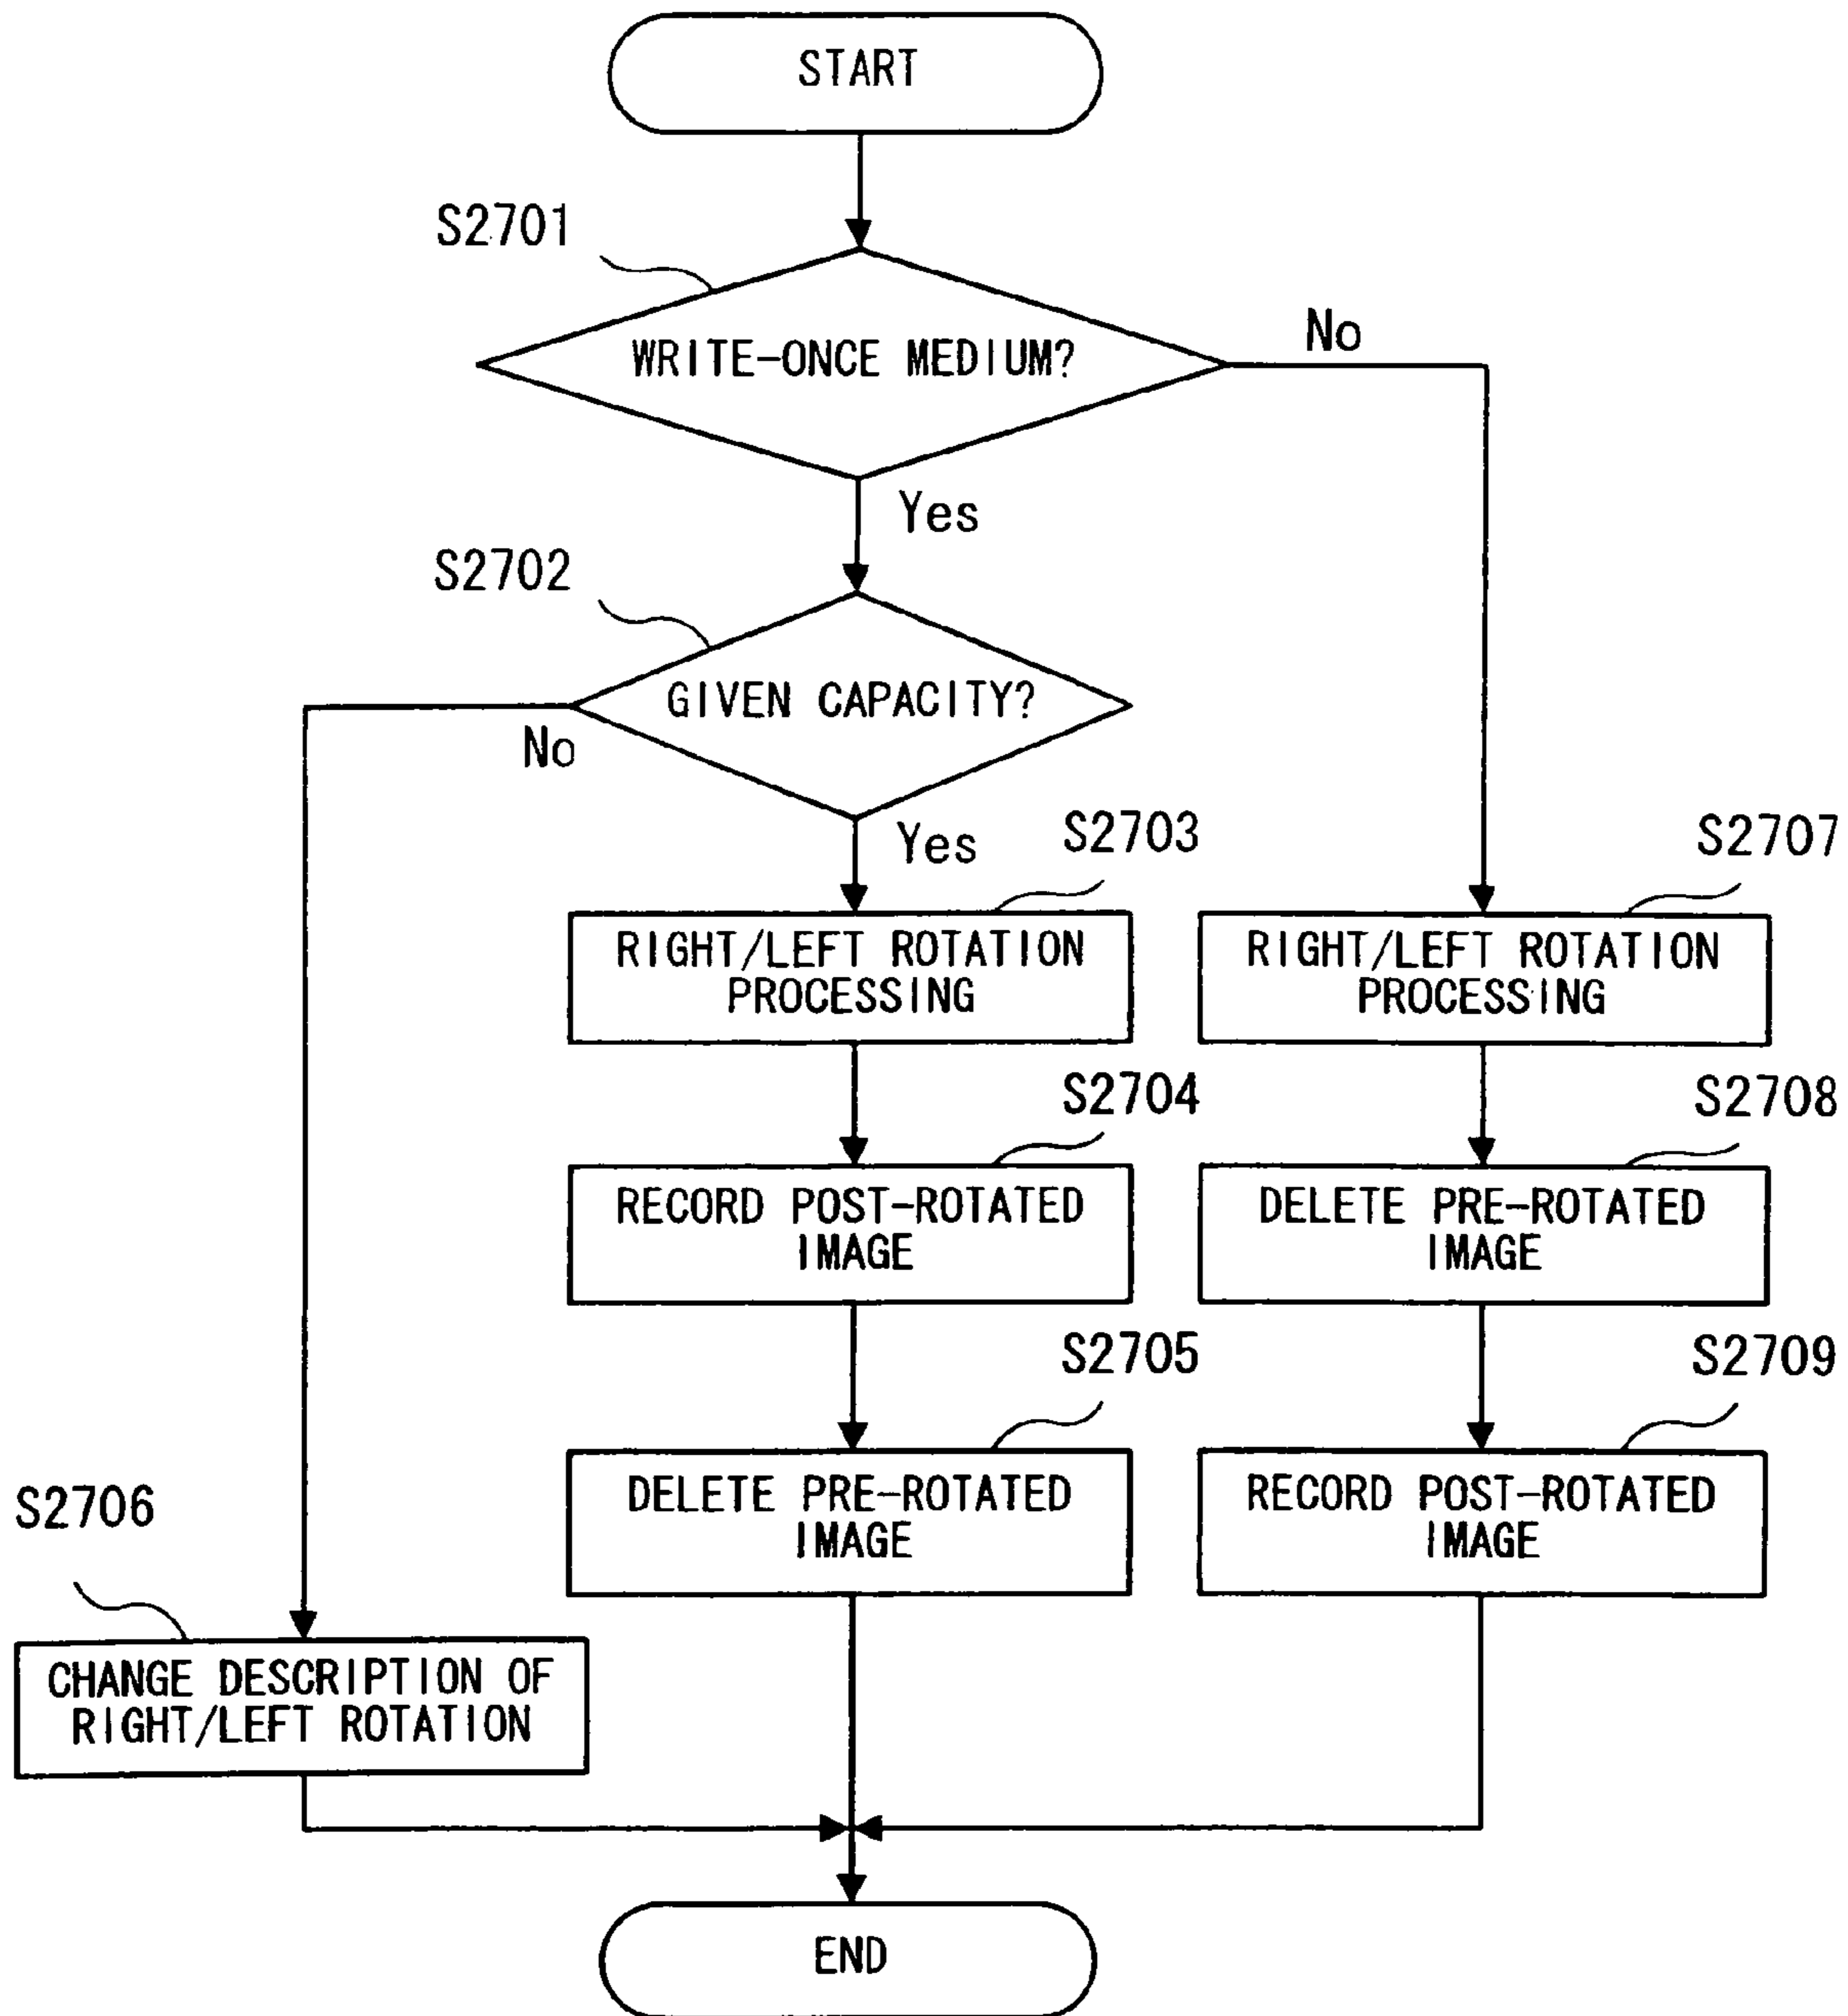 START
S2701
WRITE-ONCE MEDIUM?
No
Yes
S2702
GIVEN CAPACITY?
No
Yes
S2703
S2707
RIGHT/LEFT ROTATION
PROCESSING
RIGHT/LEFT ROTATION
PROCESSING
S2704
S2708
RECORD POST-ROTATED
IMAGE
DELETE PRE-ROTATED
IMAGE
S2705
S2709
DELETE PRE-ROTATED
IMAGE
RECORD POST-ROTATED
IMAGE
S2706
CHANGE DESCRIPTION OF
RIGHT/LEFT ROTATION
END